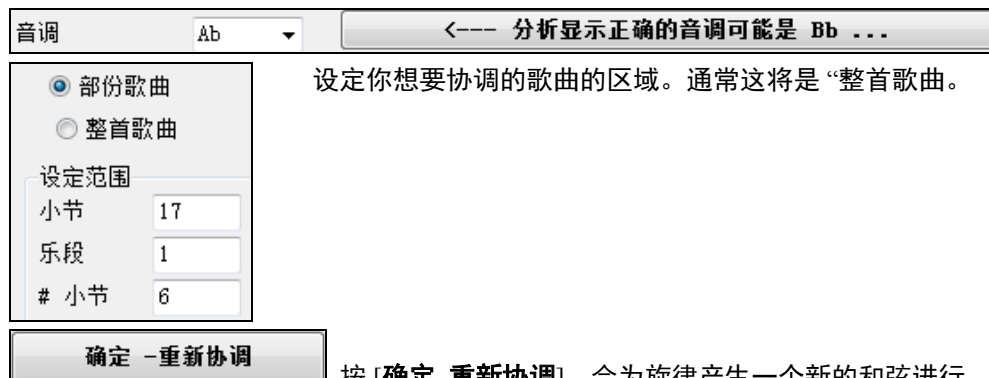 音调 Ab <--- 分析显示正确的音调可能是 Bb ...
部份歌曲
设定你想要协调的歌曲的区域。通常这将是 “整首歌曲。
整首歌曲
设定范围
小节 17
乐段 1
# 小节 6
确定 -重新协调
按 [确定 重新协调] 会为旋律产生一个新的和弦进行